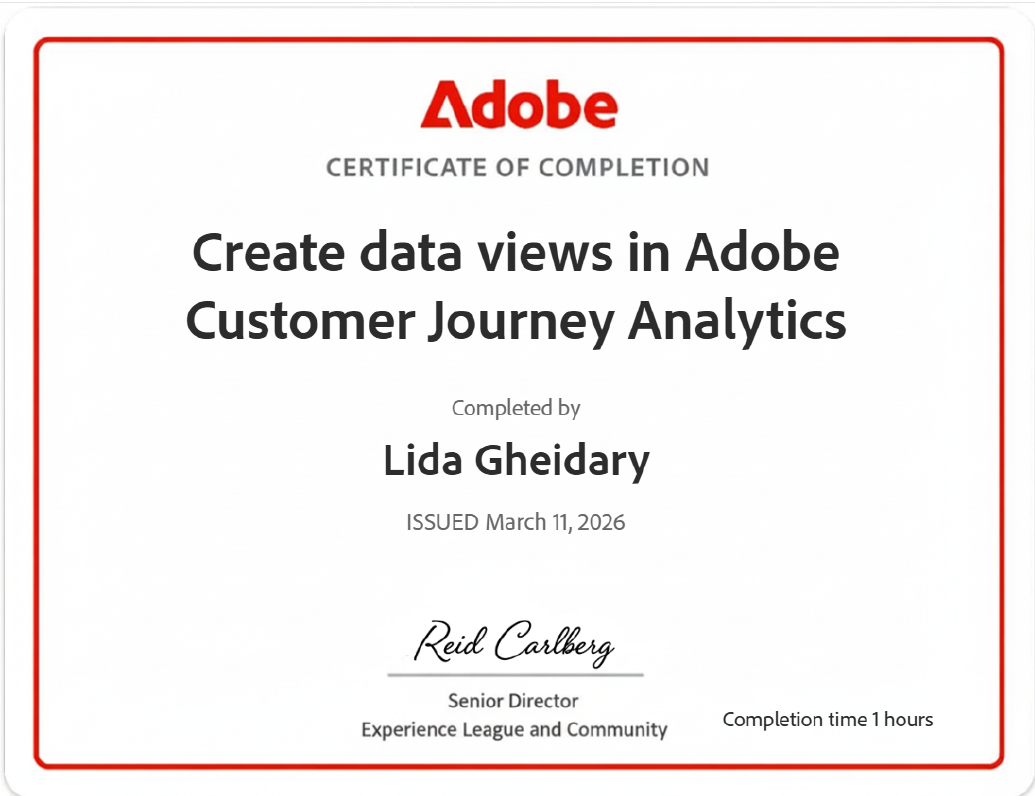 Adobe
CERTIFICATE OF COMPLETION
Create data views in Adobe
Customer Journey Analytics
Completed by
Lida Gheidary
ISSUED March 11, 2026
Reid Carlberg
Senior Director
Experience League and Community
Completion time 1 hours